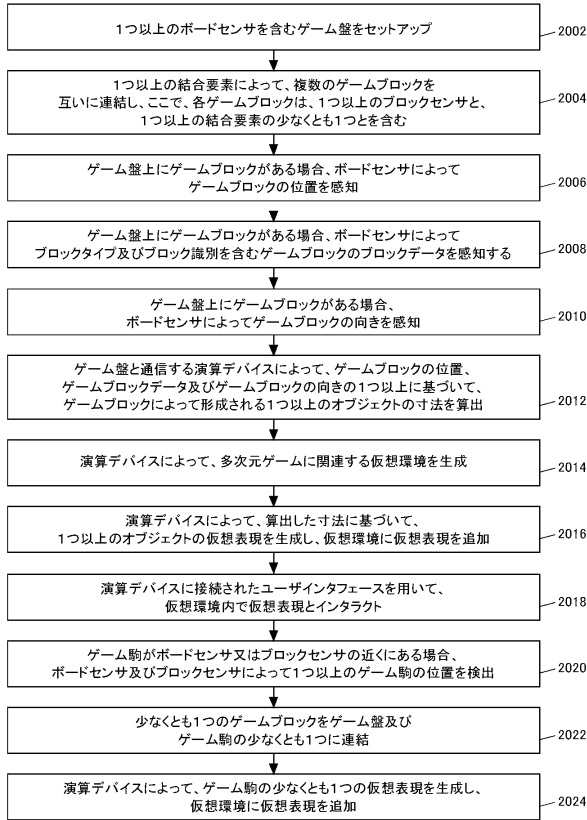 1つ以上のボードセンサを含むゲーム盤をセットアップ
2002
1つ以上の結合要素によって、複数のゲームブロックを
互いに連結し、ここで、各ゲームブロックは、1つ以上のブロックセンサと、
1つ以上の結合要素の少なくとも1つとを含む
2004
ゲーム盤上にゲームブロックがある場合、ボードセンサによって
ゲームブロックの位置を感知
2006
ゲーム盤上にゲームブロックがある場合、ボードセンサによって
ブロックタイプ及びブロック識別を含むゲームブロックのブロックデータを感知する
2008
ゲーム盤上にゲームブロックがある場合、
ボードセンサによってゲームブロックの向きを感知
2010
ゲーム盤と通信する演算デバイスによって、ゲームブロックの位置、
ゲームブロックデータ及びゲームブロックの向きの1つ以上に基づいて、
ゲームブロックによって形成される1つ以上のオブジェクトの寸法を算出
2012
演算デバイスによって、多次元ゲームに関連する仮想環境を生成
2014
演算デバイスによって、算出した寸法に基づいて、
1つ以上のオブジェクトの仮想表現を生成し、仮想環境に仮想表現を追加
2016
演算デバイスに接続されたユーザインタフェースを用いて、
仮想環境内で仮想表現とインタラクト
2018
ゲーム駒がボードセンサ又はブロックセンサの近くにある場合、
ボードセンサ及びブロックセンサによって1つ以上のゲーム駒の位置を検出
2020
少なくとも1つのゲームブロックをゲーム盤及び
ゲーム駒の少なくとも1つに連結
2022
演算デバイスによって、ゲーム駒の少なくとも1つの仮想表現を生成し、
仮想環境に仮想表現を追加
2024